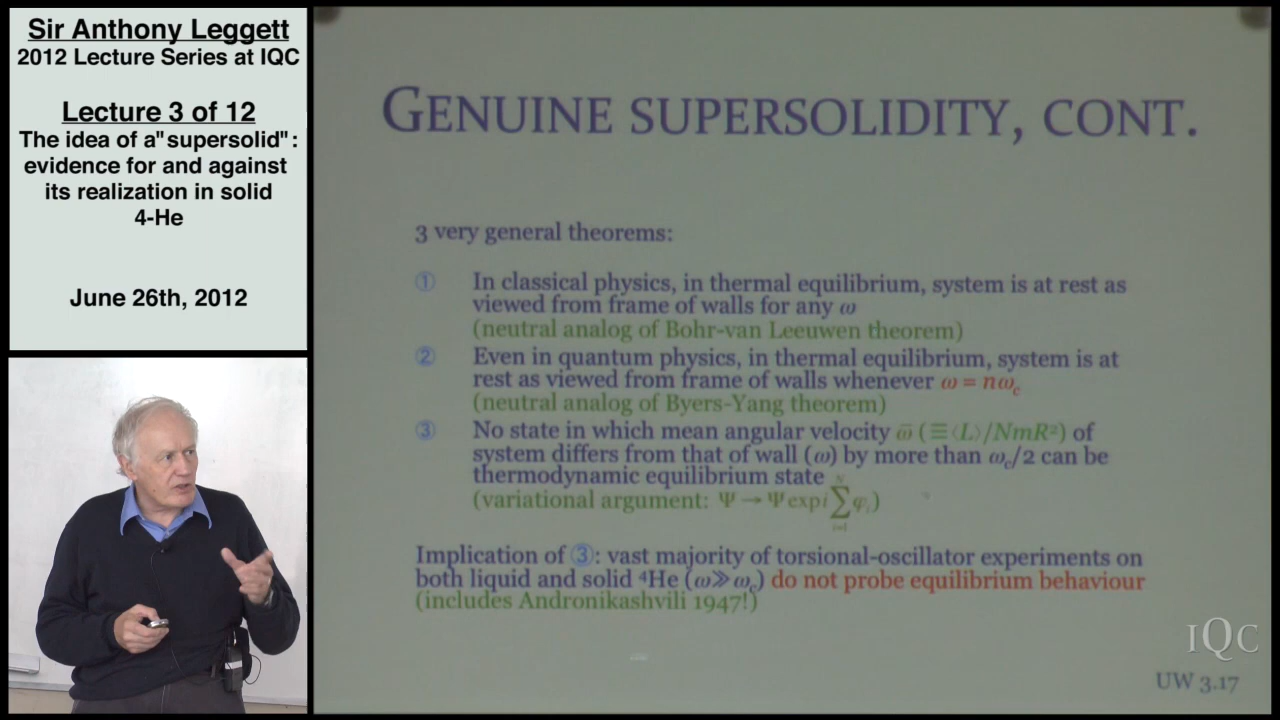 Sir Anthony Leggett
2012 Lecture Series at IQC
Lecture 3 of 12
The idea of a"supersolid":
evidence for and against
its realization in solid
4-He
June 26th, 2012
GENUINE SUPERSOLIDITY, CONT.
3 very general theorems:
① In classical physics, in thermal equilibrium, system is at rest as
viewed from frame of walls for any ω
(neutral analog of Bohr-van Leeuwen theorem)
② Even in quantum physics, in thermal equilibrium, system is at
rest as viewed from frame of walls whenever ω = nω_c
(neutral analog of Byers-Yang theorem)
③ No state in which mean angular velocity ω̄ (≡⟨L⟩/NmR²) of
system differs from that of wall (ω) by more than ω_c/2 can be
thermodynamic equilibrium state
(variational argument: Ψ → Ψ exp i ∑_{i=1}^{N} φ_i)
Implication of ③: vast majority of torsional-oscillator experiments on
both liquid and solid ⁴He (ω≫ω_c) do not probe equilibrium behaviour
(includes Andronikashvili 1947!)
IQC
UW 3.17